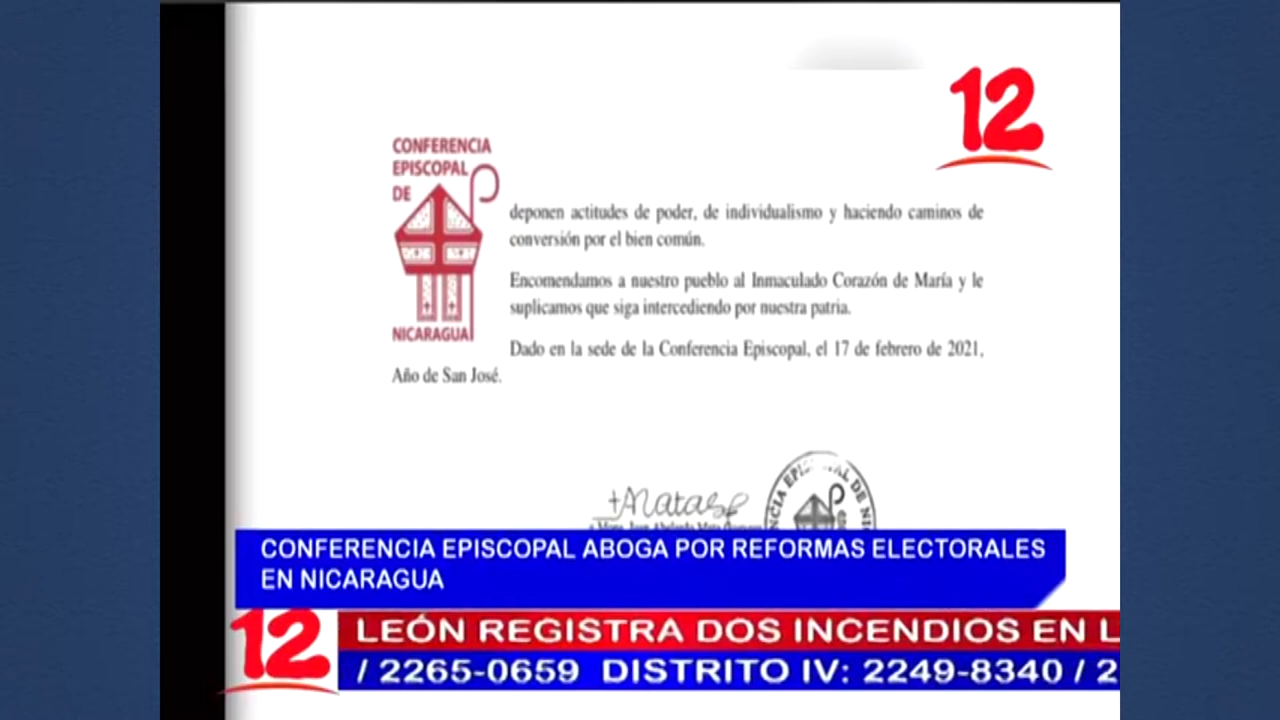 12
CONFERENCIA
EPISCOPAL
DE
NICARAGUA
deponen actitudes de poder, de individualismo y haciendo caminos de
conversión por el bien común.
Encomendamos a nuestro pueblo al Inmaculado Corazón de María y le
suplicamos que siga intercediendo por nuestra patria.
Dado en la sede de la Conferencia Episcopal, el 17 de febrero de 2021,
Año de San José.
CONFERENCIA EPISCOPAL ABOGA POR REFORMAS ELECTORALES
EN NICARAGUA
12
LEÓN REGISTRA DOS INCENDIOS EN L
/ 2265-0659 DISTRITO IV: 2249-8340 / 2